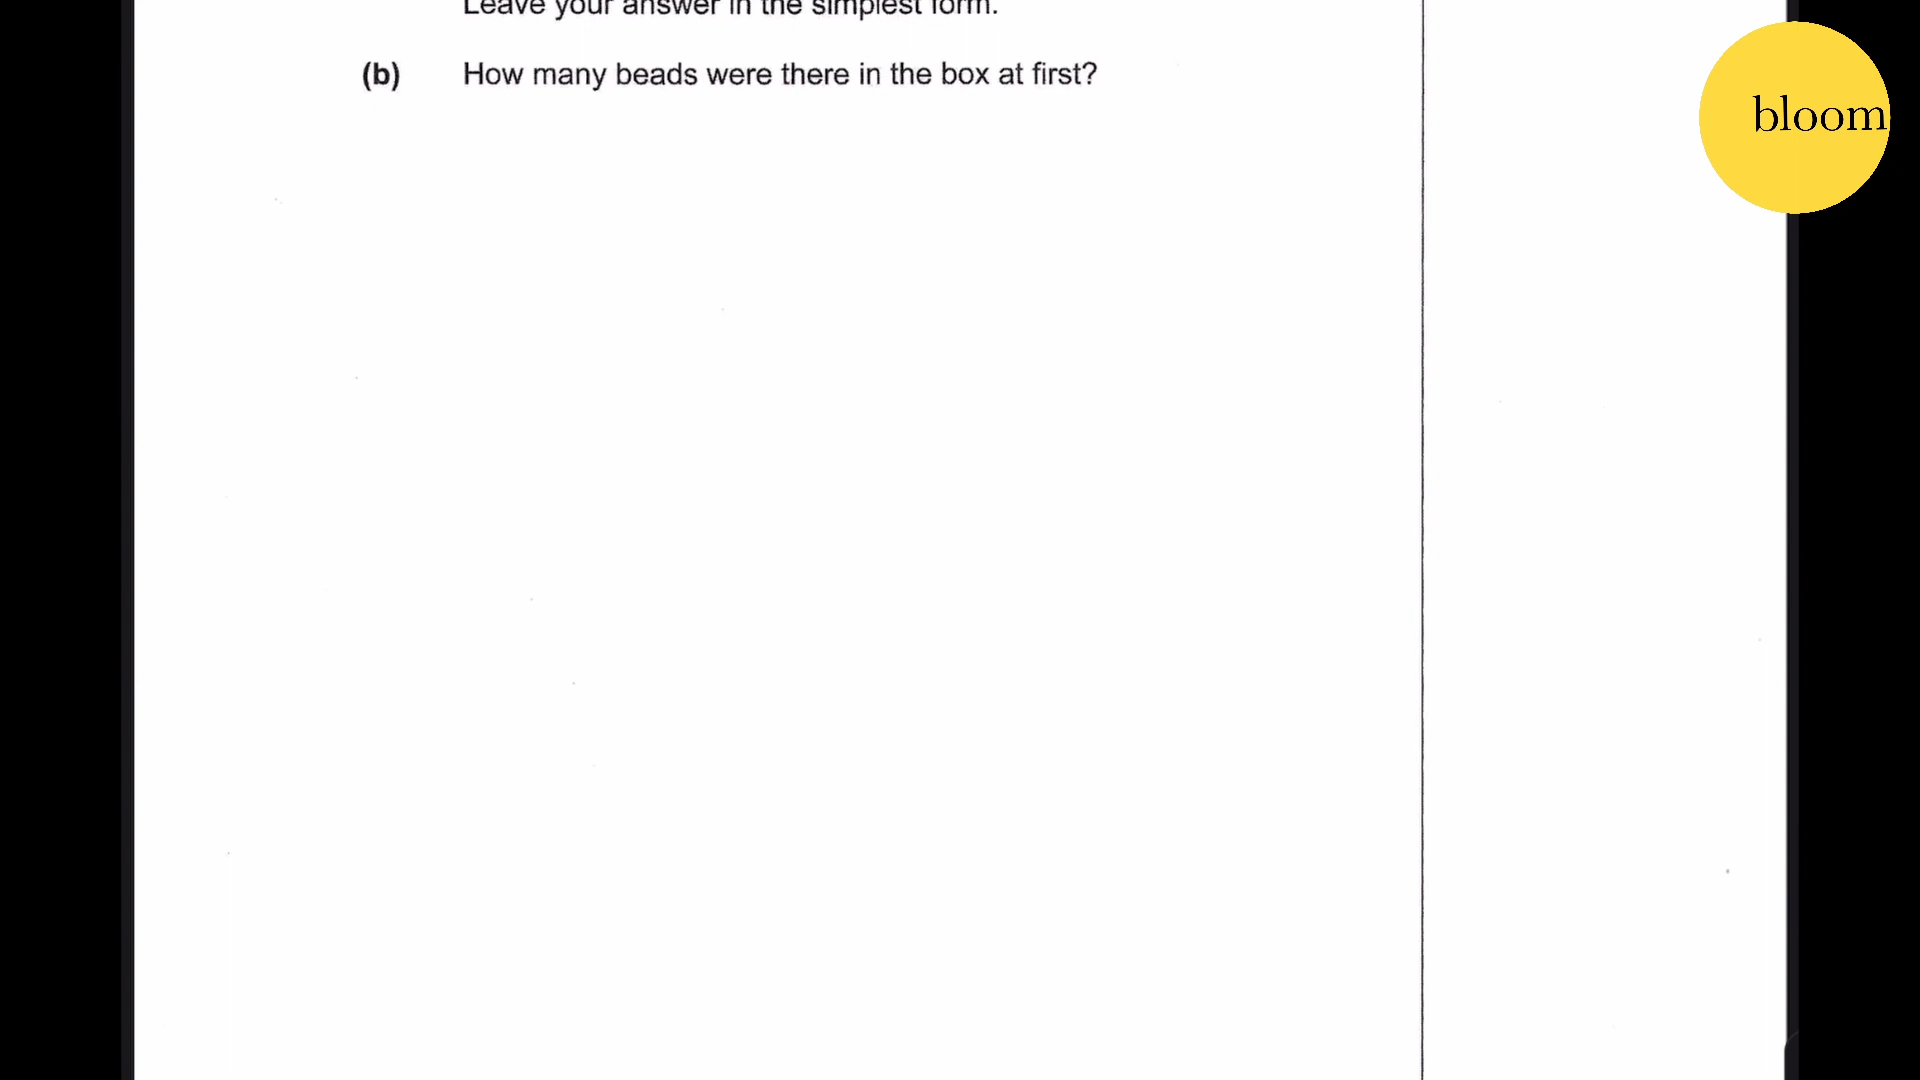 Leave your answer in the simplest form.
(b) How many beads were there in the box at first?
bloom